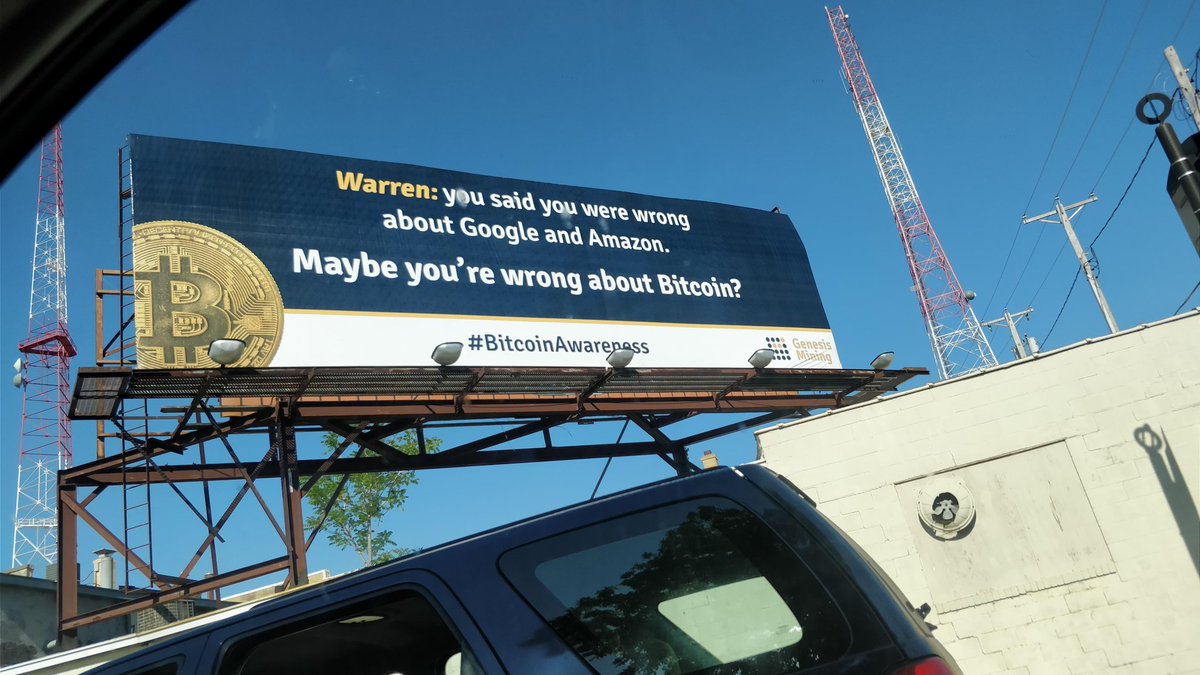 Warren: you said you were wrong
about Google and Amazon.
Maybe you're wrong about Bitcoin?
#BitcoinAwareness
Genesis
Mining